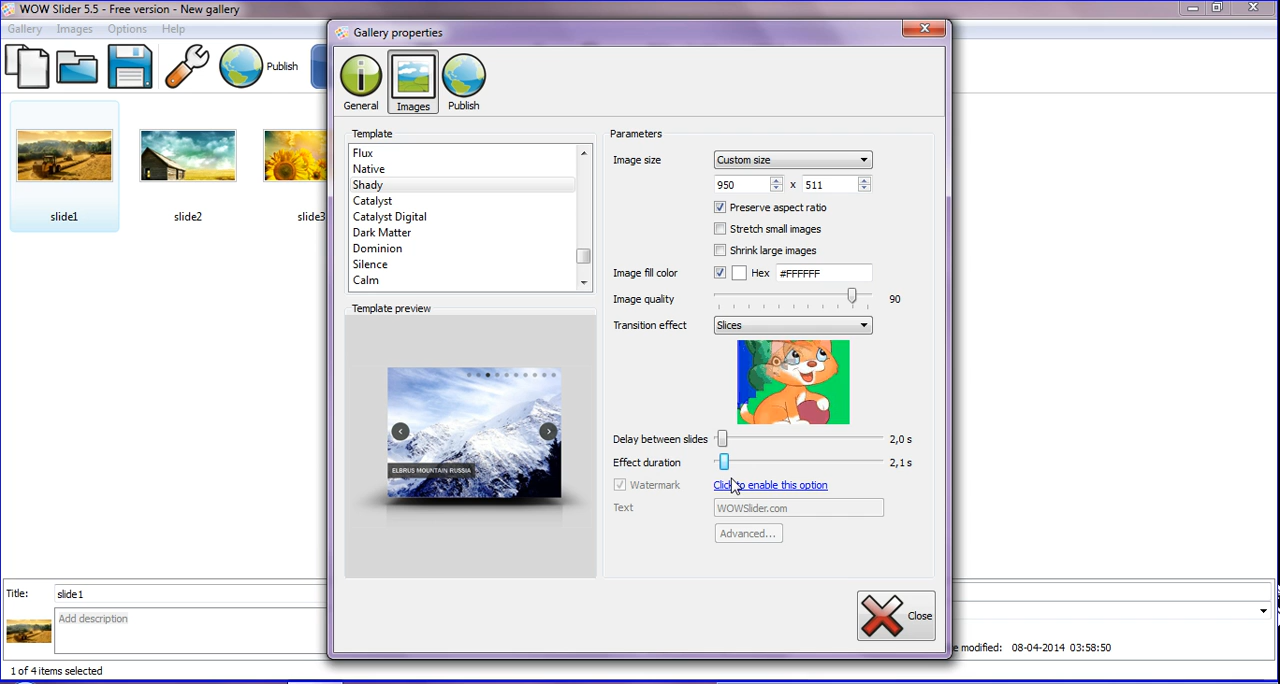 WOW Slider 5.5 - Free version - New gallery
Gallery Images Options Help
Publish
slide1
slide2
slide3
Gallery properties
General
Images
Publish
Template
Flux
Native
Shady
Catalyst
Catalyst Digital
Dark Matter
Dominion
Silence
Calm
Template preview
ELBRUS MOUNTAIN RUSSIA
Parameters
Image size Custom size
950 x 511
Preserve aspect ratio
Stretch small images
Shrink large images
Image fill color Hex #FFFFFF
Image quality 90
Transition effect Slices
Delay between slides 2,0 s
Effect duration 2,1 s
Watermark Click to enable this option
Text WOWSlider.com
Advanced...
Close
Title: slide1
Add description
e modified: 08-04-2014 03:58:50
1 of 4 items selected